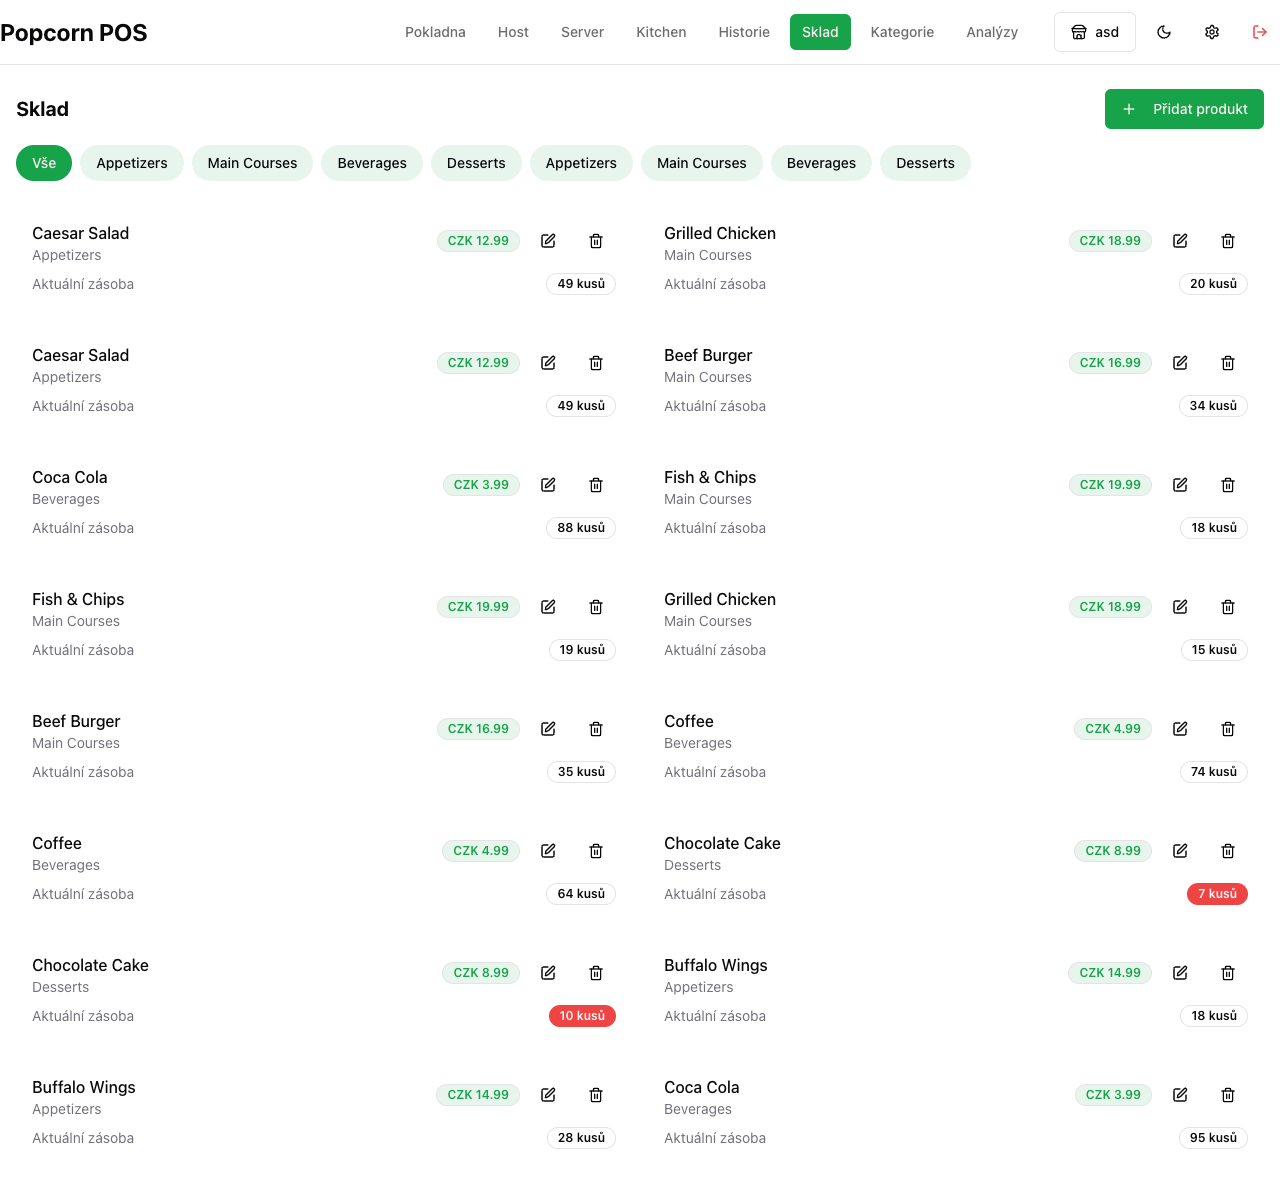 Popcorn POS
Pokladna Host Server Kitchen Historie Sklad Kategorie Analýzy asd
Sklad
Přidat produkt
Vše Appetizers Main Courses Beverages Desserts Appetizers Main Courses Beverages Desserts
Caesar Salad CZK 12.99
Appetizers
Aktuální zásoba 49 kusů
Grilled Chicken CZK 18.99
Main Courses
Aktuální zásoba 20 kusů
Caesar Salad CZK 12.99
Appetizers
Aktuální zásoba 49 kusů
Beef Burger CZK 16.99
Main Courses
Aktuální zásoba 34 kusů
Coca Cola CZK 3.99
Beverages
Aktuální zásoba 88 kusů
Fish & Chips CZK 19.99
Main Courses
Aktuální zásoba 18 kusů
Fish & Chips CZK 19.99
Main Courses
Aktuální zásoba 19 kusů
Grilled Chicken CZK 18.99
Main Courses
Aktuální zásoba 15 kusů
Beef Burger CZK 16.99
Main Courses
Aktuální zásoba 35 kusů
Coffee CZK 4.99
Beverages
Aktuální zásoba 74 kusů
Coffee CZK 4.99
Beverages
Aktuální zásoba 64 kusů
Chocolate Cake CZK 8.99
Desserts
Aktuální zásoba 7 kusů
Chocolate Cake CZK 8.99
Desserts
Aktuální zásoba 10 kusů
Buffalo Wings CZK 14.99
Appetizers
Aktuální zásoba 18 kusů
Buffalo Wings CZK 14.99
Appetizers
Aktuální zásoba 28 kusů
Coca Cola CZK 3.99
Beverages
Aktuální zásoba 95 kusů